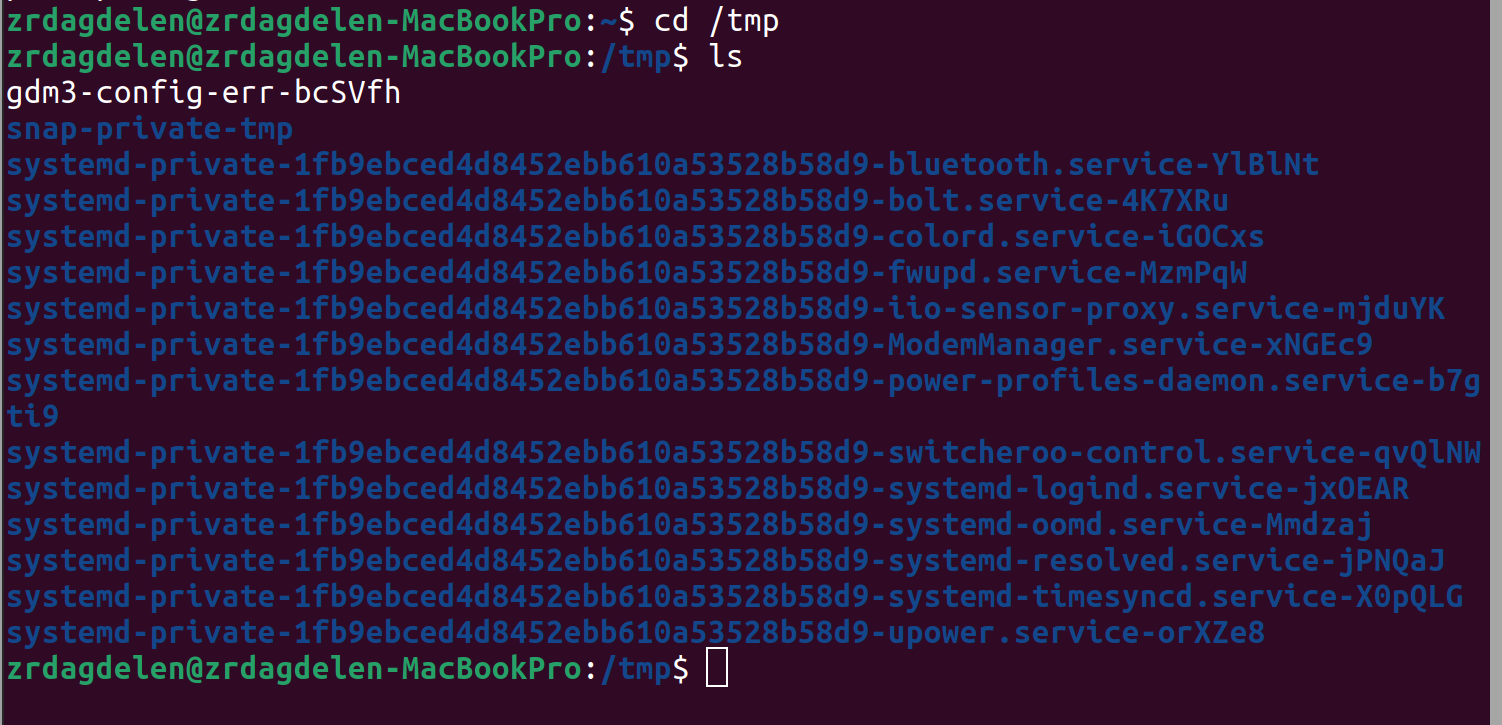 zrdagdelen@zrdagdelen-MacBookPro:~$ cd /tmp
zrdagdelen@zrdagdelen-MacBookPro:/tmp$ ls
gdm3-config-err-bcSVfh
snap-private-tmp
systemd-private-1fb9ebced4d8452ebb610a53528b58d9-bluetooth.service-YlBlNt
systemd-private-1fb9ebced4d8452ebb610a53528b58d9-bolt.service-4K7XRu
systemd-private-1fb9ebced4d8452ebb610a53528b58d9-colord.service-iGOCxs
systemd-private-1fb9ebced4d8452ebb610a53528b58d9-fwupd.service-MzmPqW
systemd-private-1fb9ebced4d8452ebb610a53528b58d9-iio-sensor-proxy.service-mjduYK
systemd-private-1fb9ebced4d8452ebb610a53528b58d9-ModemManager.service-xNGEc9
systemd-private-1fb9ebced4d8452ebb610a53528b58d9-power-profiles-daemon.service-b7g
ti9
systemd-private-1fb9ebced4d8452ebb610a53528b58d9-switcheroo-control.service-qvQlNW
systemd-private-1fb9ebced4d8452ebb610a53528b58d9-systemd-logind.service-jxOEAR
systemd-private-1fb9ebced4d8452ebb610a53528b58d9-systemd-oomd.service-Mmdzaj
systemd-private-1fb9ebced4d8452ebb610a53528b58d9-systemd-resolved.service-jPNQaJ
systemd-private-1fb9ebced4d8452ebb610a53528b58d9-systemd-timesyncd.service-X0pQLG
systemd-private-1fb9ebced4d8452ebb610a53528b58d9-upower.service-orXZe8
zrdagdelen@zrdagdelen-MacBookPro:/tmp$